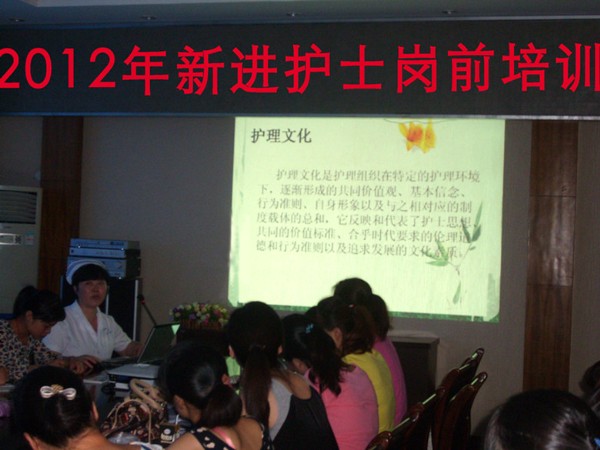 2012年新进护士岗前培训
护理文化
护理文化是护理组织在特定的护理环境
下，逐渐形成的共同价值观、基本信念、
行为准则、自身形象以及与之相对应的制
度载体的总和，它反映和代表了护士思想、
共同的价值标准、合乎时代要求的伦理道
德和行为准则以及追求发展的文化素质。